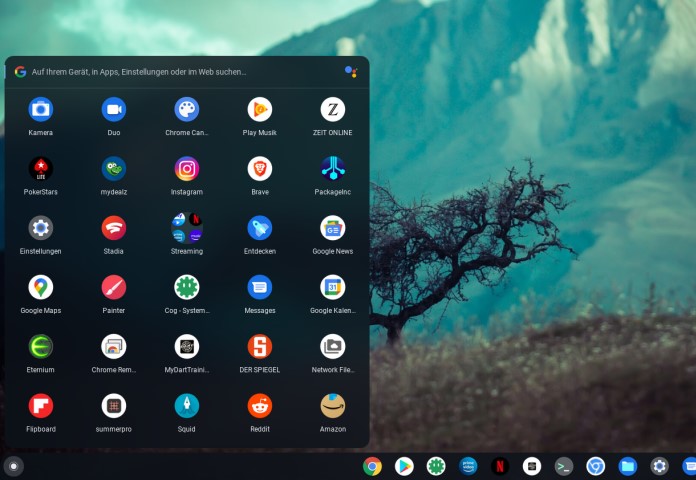 Auf Ihrem Gerät, in Apps, Einstellungen oder im Web suchen...
Kamera Duo Chrome Can... Play Musik ZEIT ONLINE
PokerStars mydealz Instagram Brave PackageInc
Einstellungen Stadia Streaming Entdecken Google News
Google Maps Painter Cog - System... Messages Google Kalen...
Eternium Chrome Rem... MyDartTraini... DER SPIEGEL Network File...
Flipboard summerpro Squid Reddit Amazon